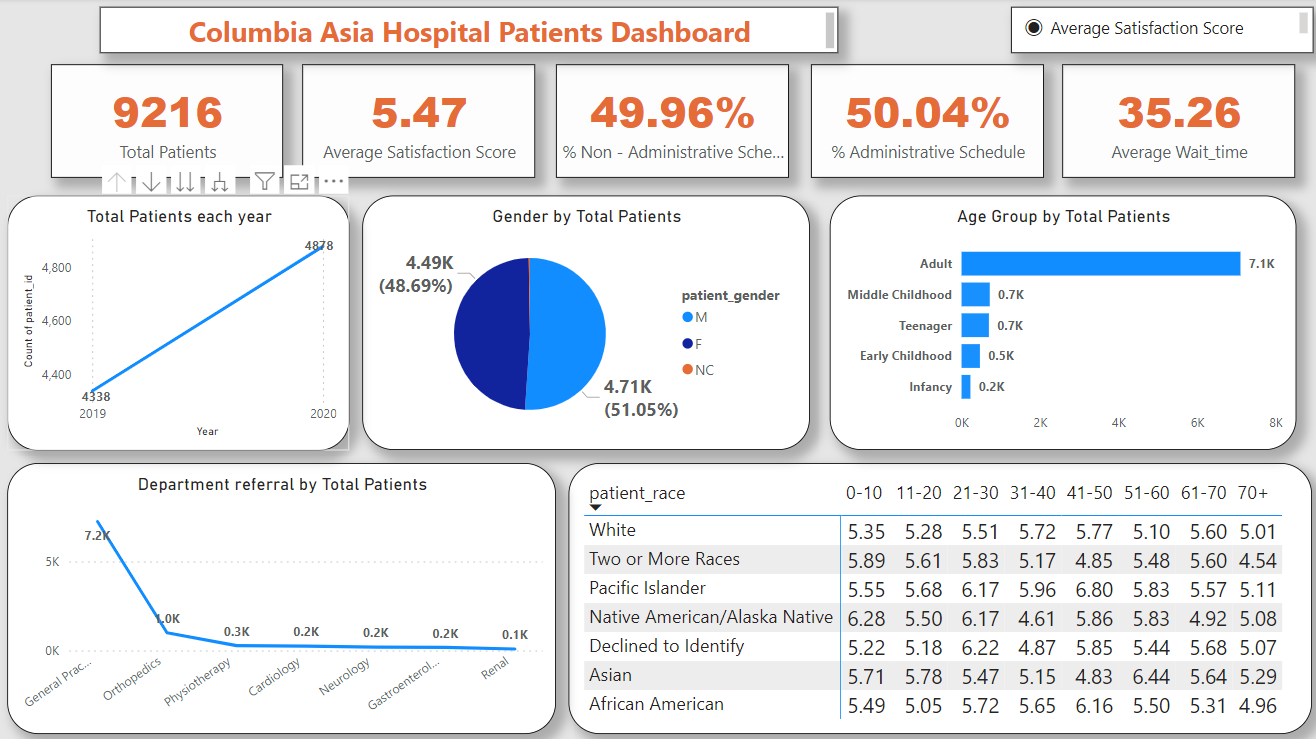 Columbia Asia Hospital Patients Dashboard
Average Satisfaction Score
9216
Total Patients
5.47
Average Satisfaction Score
49.96%
% Non - Administrative Sche...
50.04%
% Administrative Schedule
35.26
Average Wait_time
Total Patients each year
Count of patient_id
4,800
4,600
4,400
4878
4338
2019
2020
Year
Gender by Total Patients
4.49K
(48.69%)
4.71K
(51.05%)
patient_gender
M
F
NC
Age Group by Total Patients
Adult 7.1K
Middle Childhood 0.7K
Teenager 0.7K
Early Childhood 0.5K
Infancy 0.2K
0K 2K 4K 6K 8K
Department referral by Total Patients
5K
0K
7.2K
1.0K
0.3K
0.2K
0.2K
0.2K
0.1K
General Prac...
Orthopedics
Physiotherapy
Cardiology
Neurology
Gastroenterol...
Renal
patient_race 0-10 11-20 21-30 31-40 41-50 51-60 61-70 70+
White 5.35 5.28 5.51 5.72 5.77 5.10 5.60 5.01
Two or More Races 5.89 5.61 5.83 5.17 4.85 5.48 5.60 4.54
Pacific Islander 5.55 5.68 6.17 5.96 6.80 5.83 5.57 5.11
Native American/Alaska Native 6.28 5.50 6.17 4.61 5.86 5.83 4.92 5.08
Declined to Identify 5.22 5.18 6.22 4.87 5.85 5.44 5.68 5.07
Asian 5.71 5.78 5.47 5.15 4.83 6.44 5.64 5.29
African American 5.49 5.05 5.72 5.65 6.16 5.50 5.31 4.96